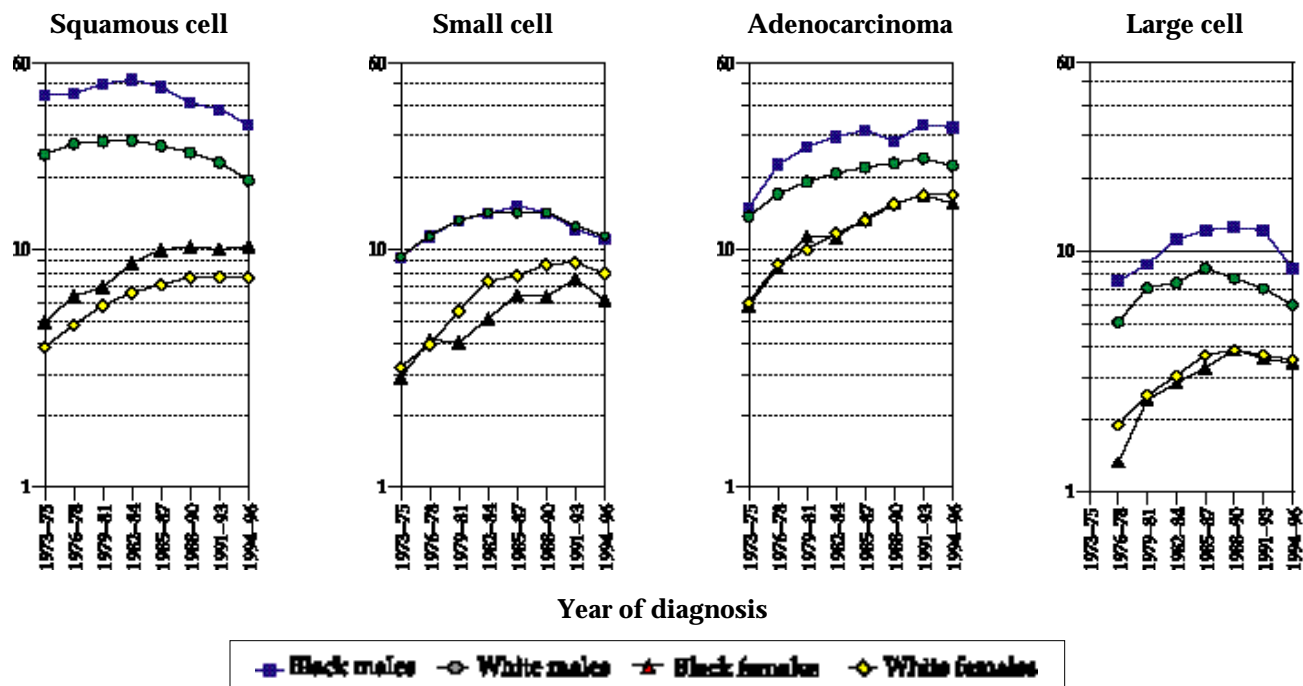 Squamous cell Small cell Adenocarcinoma Large cell
60 60 60 60
10 10 10 10
1 1 1 1
1973–75 1976–78 1979–81 1982–84 1985–87 1988–90 1991–93 1994–96
1973–75 1976–78 1979–81 1982–84 1985–87 1988–90 1991–93 1994–96
1973–75 1976–78 1979–81 1982–84 1985–87 1988–90 1991–93 1994–96
1973–75 1976–78 1979–81 1982–84 1985–87 1988–90 1991–93 1994–96
Year of diagnosis
Black males White males Black females White females